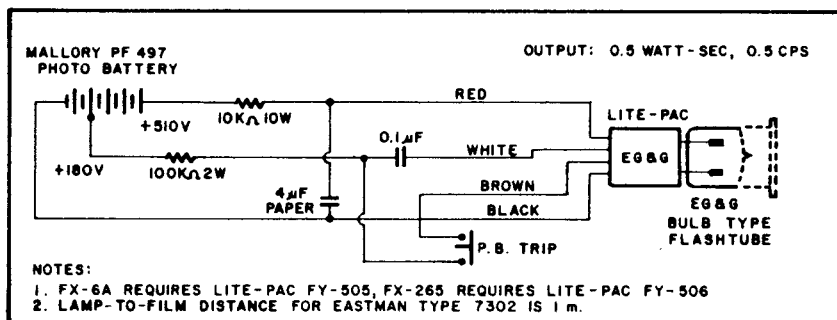 MALLORY PF 497
PHOTO BATTERY
OUTPUT: 0.5 WATT-SEC, 0.5 CPS
RED
LITE-PAC
+510V
10KΩ 10W
0.1µF
WHITE
EG&G
+180V
100KΩ 2W
BROWN
4µF
PAPER
BLACK
EG&G
BULB TYPE
FLASHTUBE
P.B. TRIP
NOTES:
1. FX-6A REQUIRES LITE-PAC FY-505, FX-265 REQUIRES LITE-PAC FY-506
2. LAMP-TO-FILM DISTANCE FOR EASTMAN TYPE 7302 IS 1 m.